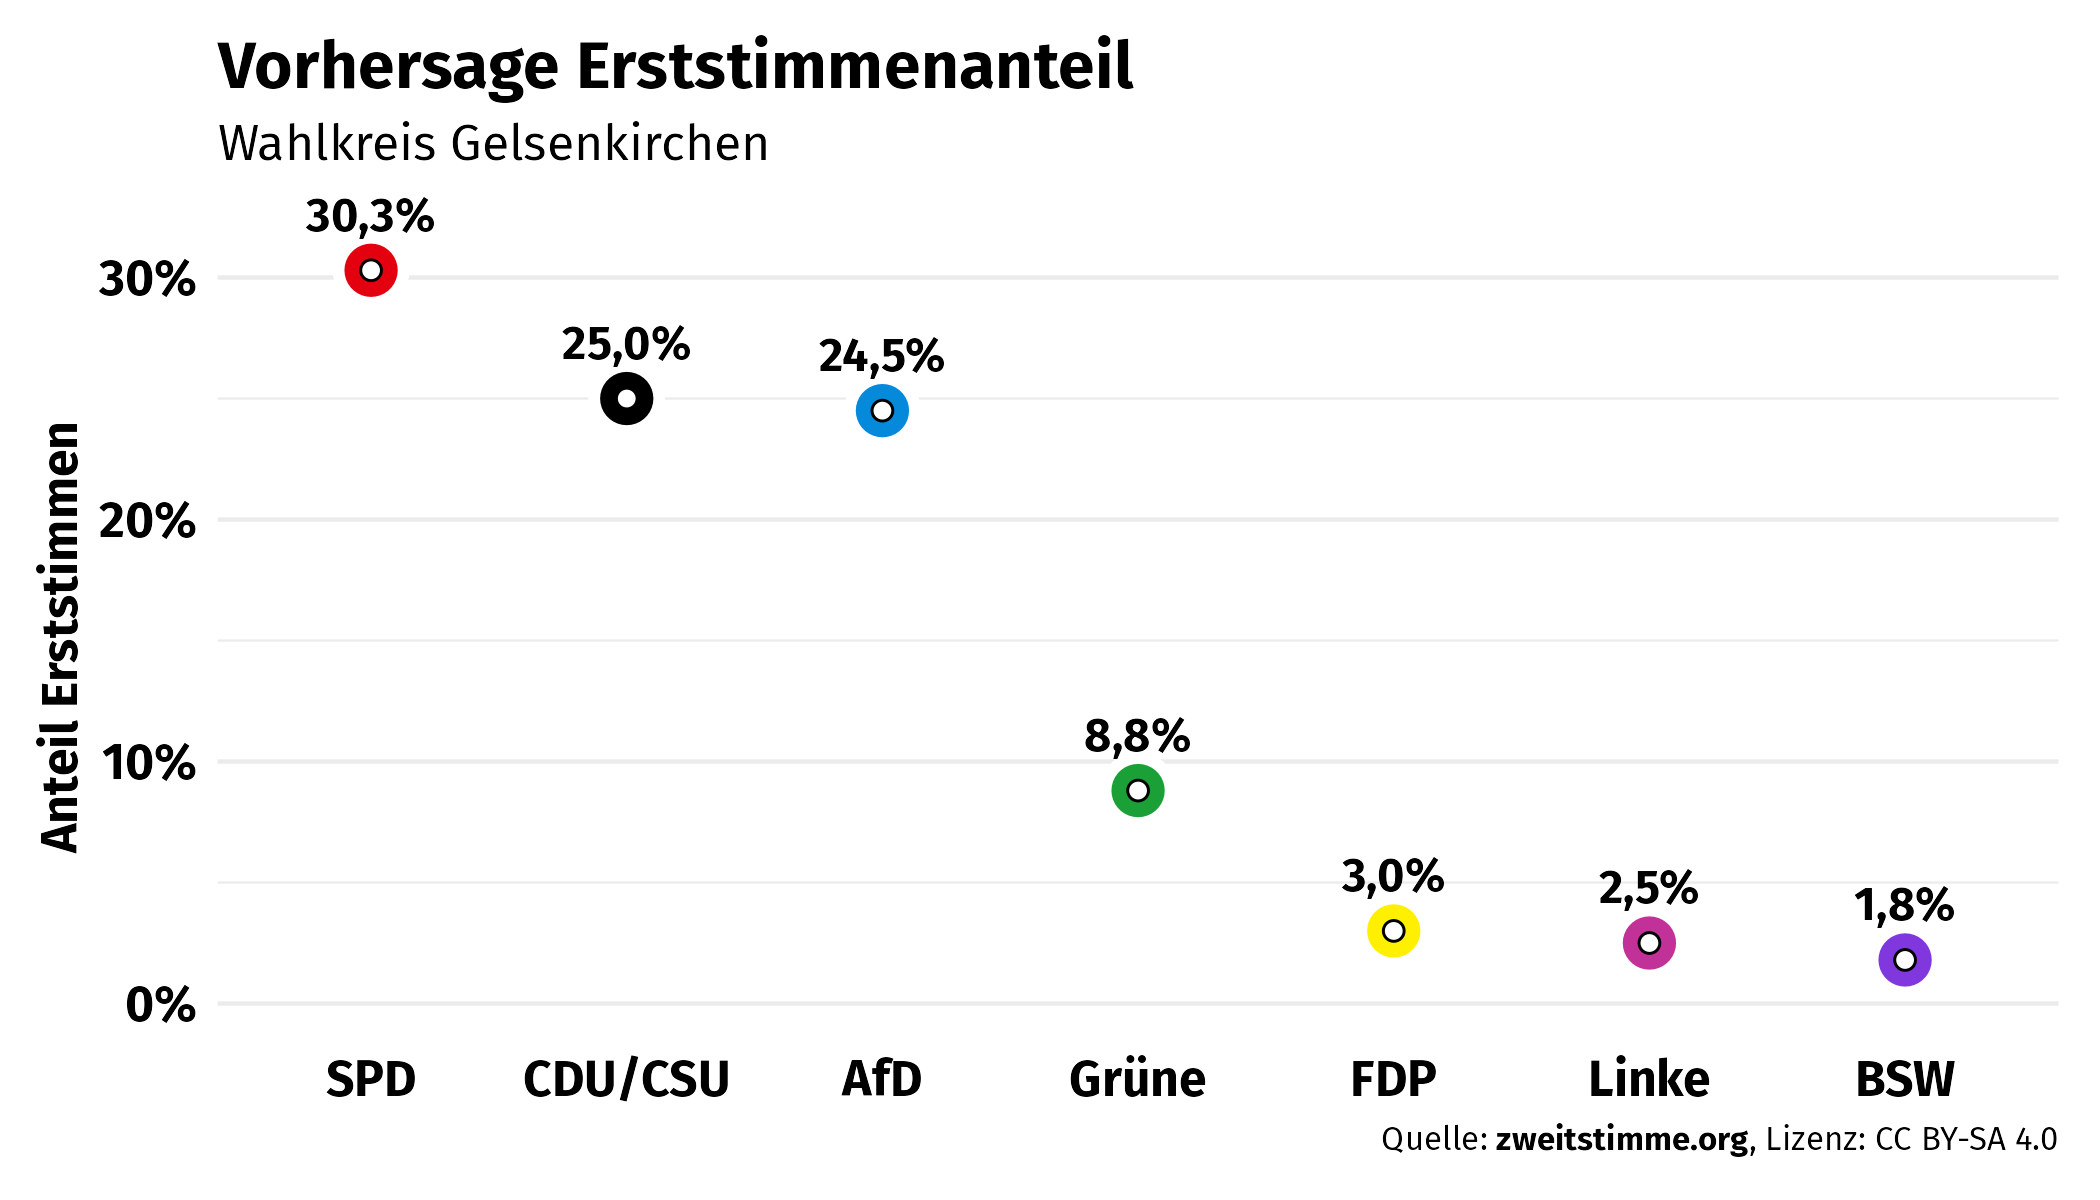 Vorhersage Erststimmenanteil
Wahlkreis Gelsenkirchen
Anteil Erststimmen
30%
20%
10%
0%
30,3%
25,0%
24,5%
8,8%
3,0%
2,5%
1,8%
SPD
CDU/CSU
AfD
Grüne
FDP
Linke
BSW
Quelle: zweitstimme.org, Lizenz: CC BY-SA 4.0